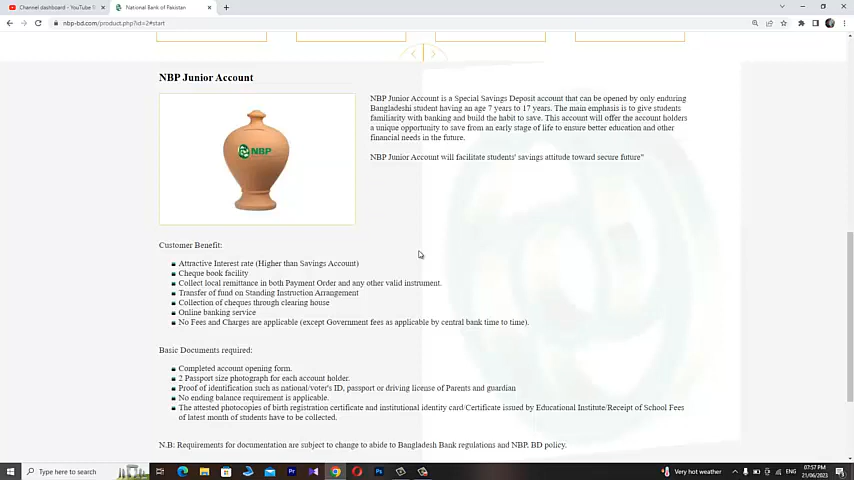 Channel dashboard - YouTube S
National Bank of Pakistan
nbp-bd.com/product.php?id=2#start
NBP Junior Account
NBP
NBP Junior Account is a Special Savings Deposit account that can be opened by only enduring
Bangladeshi student having an age 7 years to 17 years. The main emphasis is to give students
familiarity with banking and build the habit to save. This account will offer the account holders
a unique opportunity to save from an early stage of life to ensure better education and other
financial needs in the future.
NBP Junior Account will facilitate students' savings attitude toward secure future"
Customer Benefit:
Attractive Interest rate (Higher than Savings Account)
Cheque book facility
Collect local remittance in both Payment Order and any other valid instrument.
Transfer of fund on Standing Instruction Arrangement
Collection of cheques through clearing house
Online banking service
No Fees and Charges are applicable (except Government fees as applicable by central bank time to time).
Basic Documents required:
Completed account opening form.
2 Passport size photograph for each account holder.
Proof of identification such as national/voter's ID, passport or driving license of Parents and guardian
No ending balance requirement is applicable.
The attested photocopies of birth registration certificate and institutional identity card/Certificate issued by Educational Institute/Receipt of School Fees
of latest month of students have to be collected.
N.B: Requirements for documentation are subject to change to abide to Bangladesh Bank regulations and NBP. BD policy.
Type here to search
Pr
Ps
Very hot weather
ENG
07:57 PM
21/06/2023